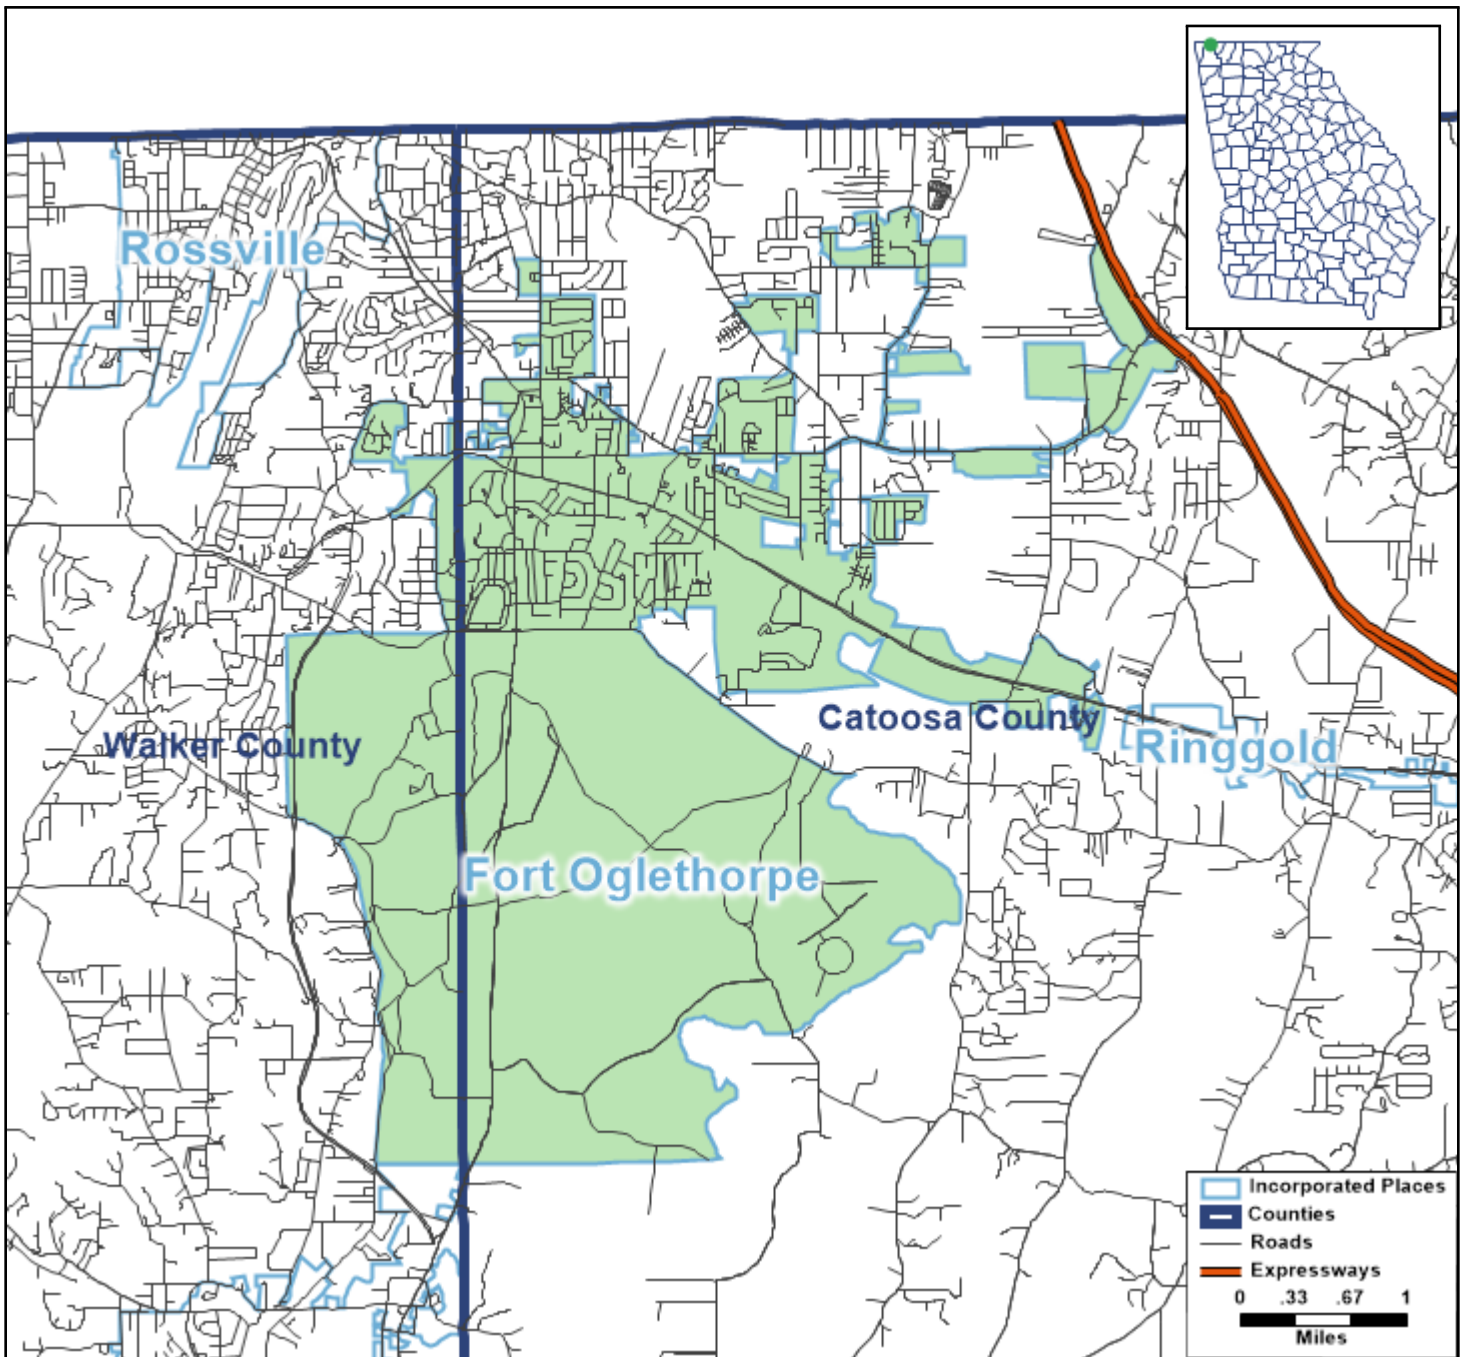 Rossville
Walker County
Catoosa County
Ringgold
Fort Oglethorpe
Incorporated Places
Counties
Roads
Expressways
0 .33 .67 1
Miles